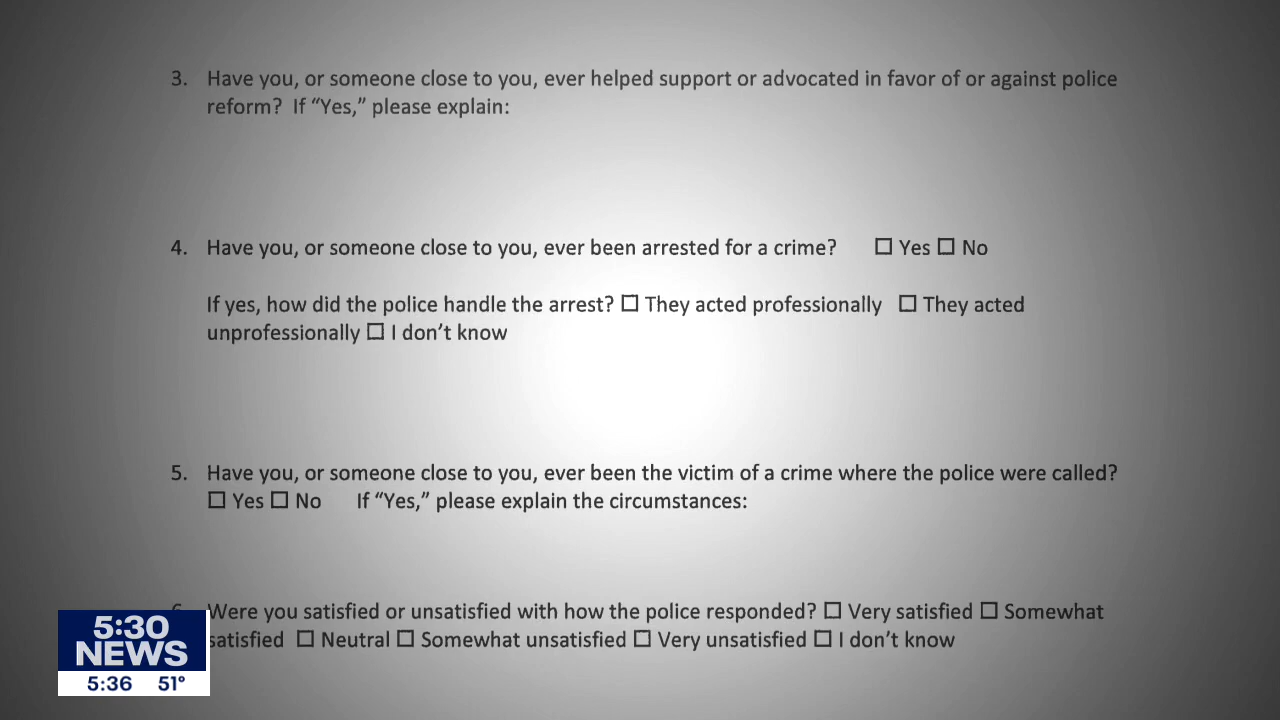 3. Have you, or someone close to you, ever helped support or advocated in favor of or against police
reform? If “Yes,” please explain:
4. Have you, or someone close to you, ever been arrested for a crime? ☐ Yes ☐ No
If yes, how did the police handle the arrest? ☐ They acted professionally ☐ They acted
unprofessionally ☐ I don’t know
5. Have you, or someone close to you, ever been the victim of a crime where the police were called?
☐ Yes ☐ No If “Yes,” please explain the circumstances:
Were you satisfied or unsatisfied with how the police responded? ☐ Very satisfied ☐ Somewhat
satisfied ☐ Neutral ☐ Somewhat unsatisfied ☐ Very unsatisfied ☐ I don’t know
5:30
NEWS
5:36 51°